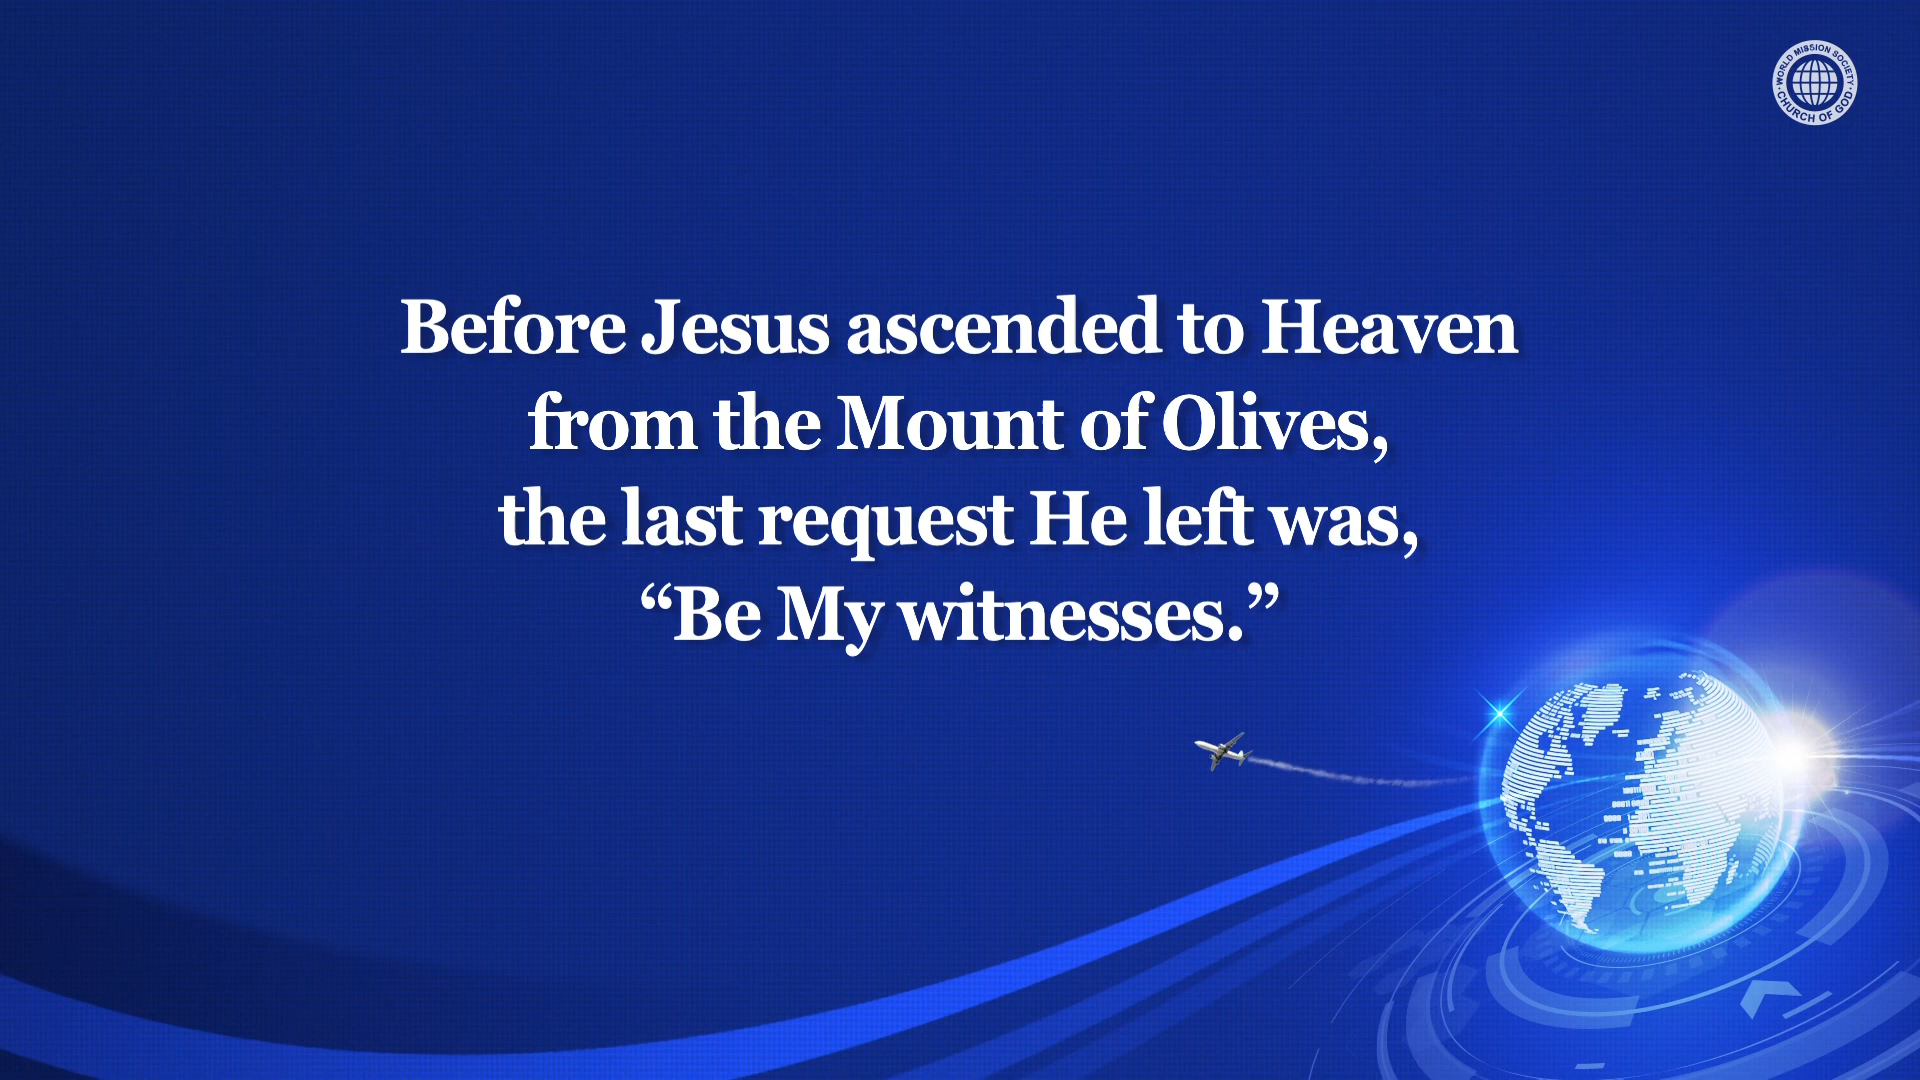 WORLD MISSION SOCIETY
CHURCH OF GOD
Before Jesus ascended to Heaven
from the Mount of Olives,
the last request He left was,
“Be My witnesses.”